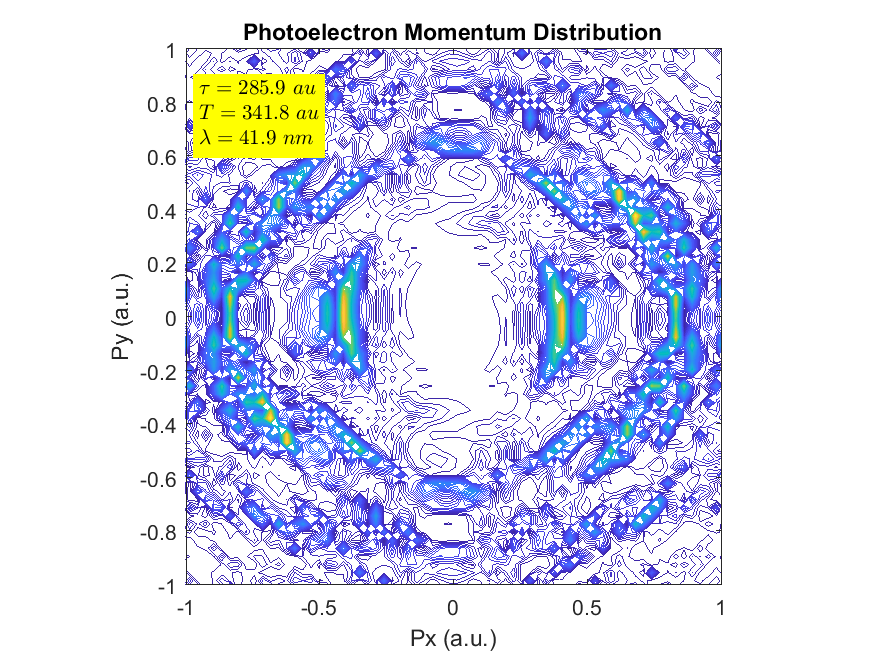 Photoelectron Momentum Distribution
τ = 285.9 au
T = 341.8 au
λ = 41.9 nm
1
0.8
0.6
0.4
0.2
0
-0.2
-0.4
-0.6
-0.8
-1
Py (a.u.)
-1 -0.5 0 0.5 1
Px (a.u.)